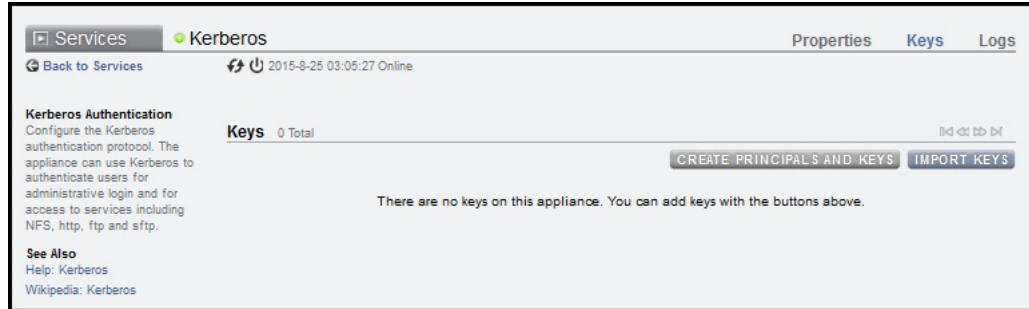 Services
Kerberos
Properties Keys Logs
Back to Services
2015-8-25 03:05:27 Online
Kerberos Authentication
Configure the Kerberos
authentication protocol. The
appliance can use Kerberos to
authenticate users for
administrative login and for
access to services including
NFS, http, ftp and sftp.
See Also
Help: Kerberos
Wikipedia: Kerberos
Keys 0 Total
CREATE PRINCIPALS AND KEYS IMPORT KEYS
There are no keys on this appliance. You can add keys with the buttons above.